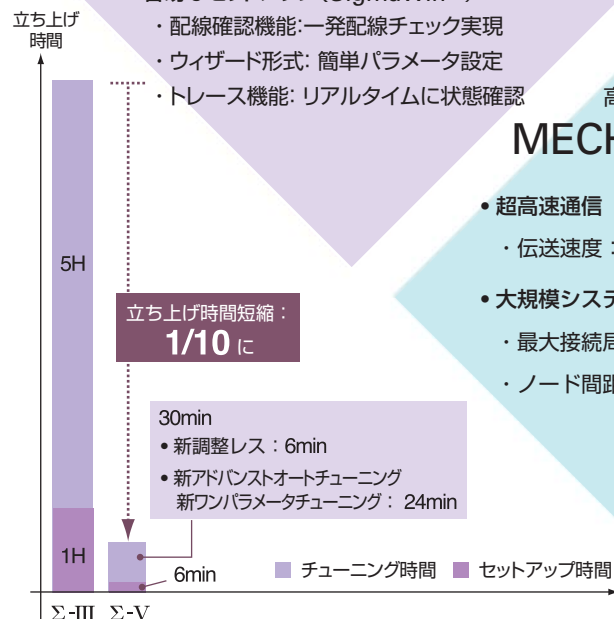 ・配線確認機能:一発配線チェック実現
・ウィザード形式: 簡単パラメータ設定
・トレース機能: リアルタイムに状態確認
立ち上げ
時間
高
MECH
• 超高速通信
・伝送速度：
• 大規模システ
・最大接続局
・ノード間距
5H
立ち上げ時間短縮：
1/10 に
30min
• 新調整レス：6min
• 新アドバンストオートチューニング
新ワンパラメータチューニング： 24min
1H
6min
チューニング時間
セットアップ時間
Σ-III Σ-V